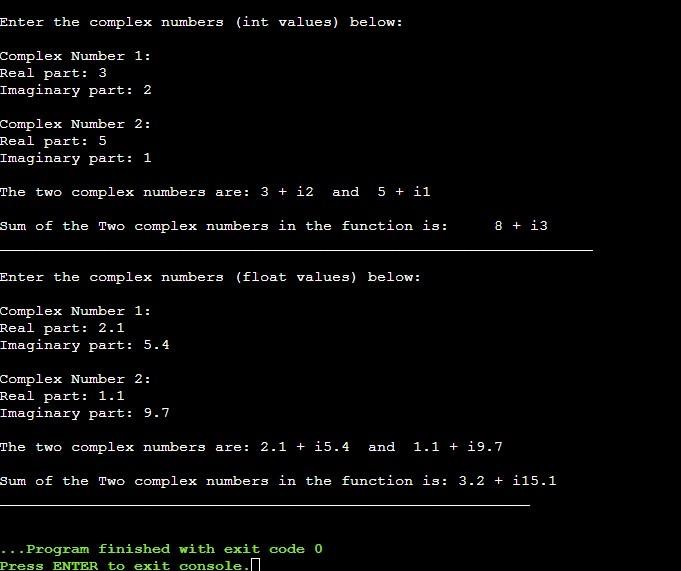 Enter the complex numbers (int values) below:
Complex Number 1:
Real part: 3
Imaginary part: 2
Complex Number 2:
Real part: 5
Imaginary part: 1
The two complex numbers are: 3 + i2  and  5 + i1
Sum of the Two complex numbers in the function is:     8 + i3
Enter the complex numbers (float values) below:
Complex Number 1:
Real part: 2.1
Imaginary part: 5.4
Complex Number 2:
Real part: 1.1
Imaginary part: 9.7
The two complex numbers are: 2.1 + i5.4  and  1.1 + i9.7
Sum of the Two complex numbers in the function is: 3.2 + i15.1
...Program finished with exit code 0
Press ENTER to exit console.